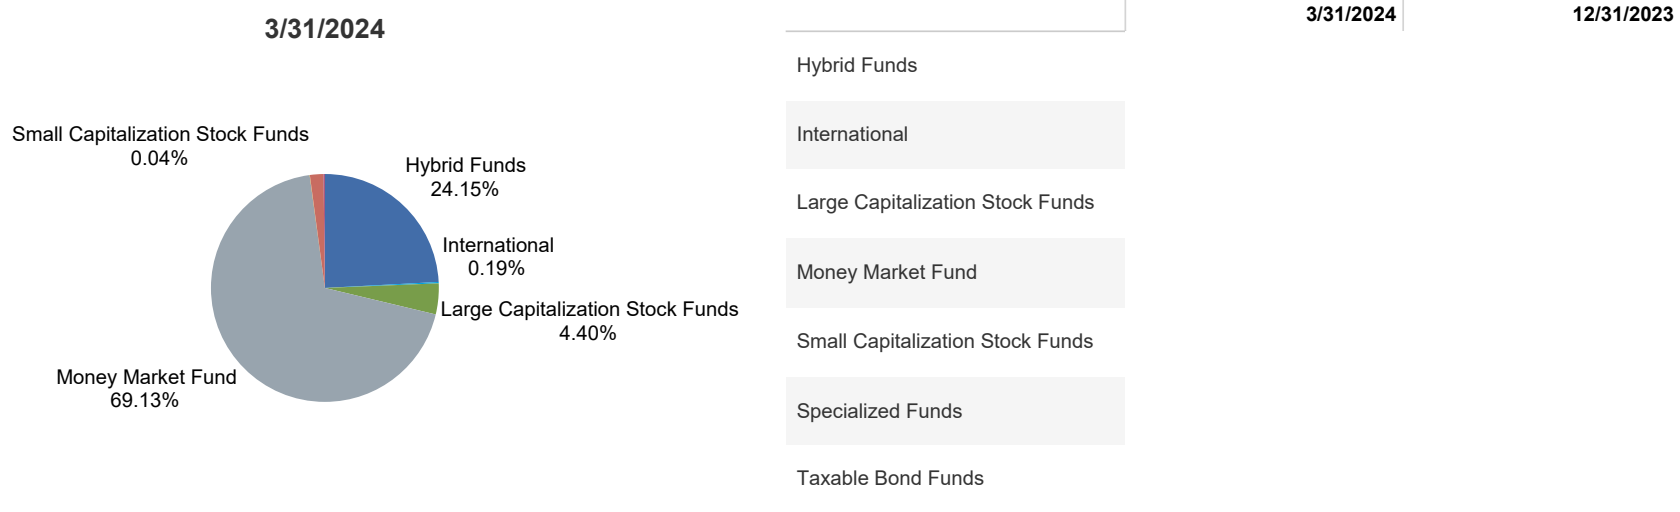 3/31/2024
Small Capitalization Stock Funds
0.04%
Hybrid Funds
24.15%
International
0.19%
Large Capitalization Stock Funds
4.40%
Money Market Fund
69.13%
3/31/2024 12/31/2023
Hybrid Funds
International
Large Capitalization Stock Funds
Money Market Fund
Small Capitalization Stock Funds
Specialized Funds
Taxable Bond Funds